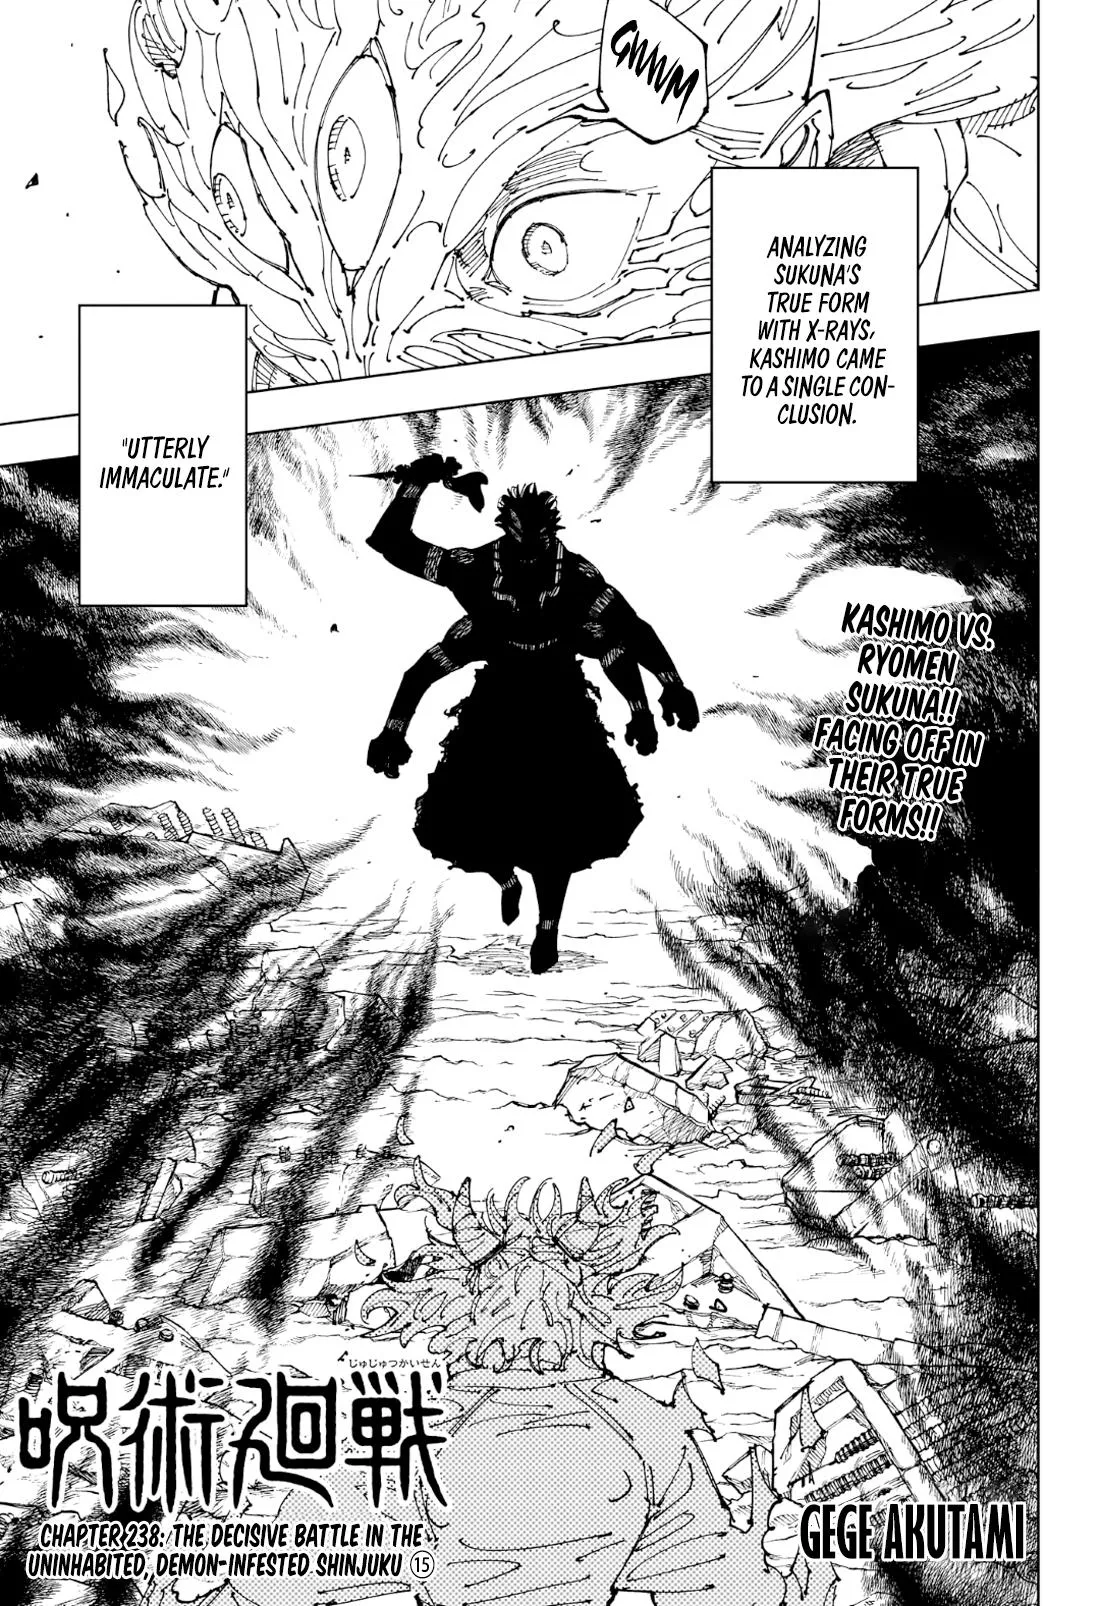 GWWM
ANALYZING
SUKUNA'S
TRUE FORM
WITH X-RAYS,
KASHIMO CAME
TO A SINGLE CON-
CLUSION.
"UTTERLY
IMMACULATE."
KASHIMO VS.
RYOMEN
SUKUNA!!
FACING OFF IN
THEIR TRUE
FORMS!!
じゅじゅつかいせん
呪術廻戦
CHAPTER 238: THE DECISIVE BATTLE IN THE
UNINHABITED, DEMON-INFESTED SHINJUKU ⑮
GEGE AKUTAMI